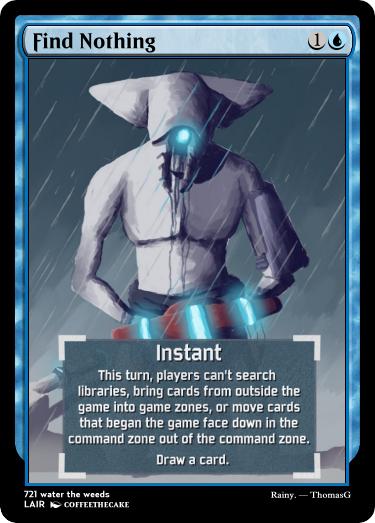 Find Nothing
1
Instant
This turn, players can't search
libraries, bring cards from outside the
game into game zones, or move cards
that began the game face down in the
command zone out of the command zone.
Draw a card.
721 water the weeds
LAIR COFFEETHECAKE
Rainy. — ThomasG